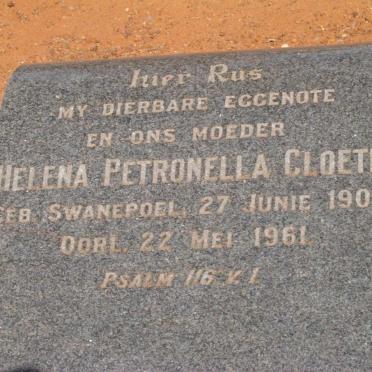 Hier Rus
MY DIERBARE EGGENOTE
EN ONS MOEDER
HELENA PETRONELLA CLOETE
GEB. SWANEPOEL, 27 JUNIE 190
OORL. 22 MEI 1961.
PSALM 116 V. 1